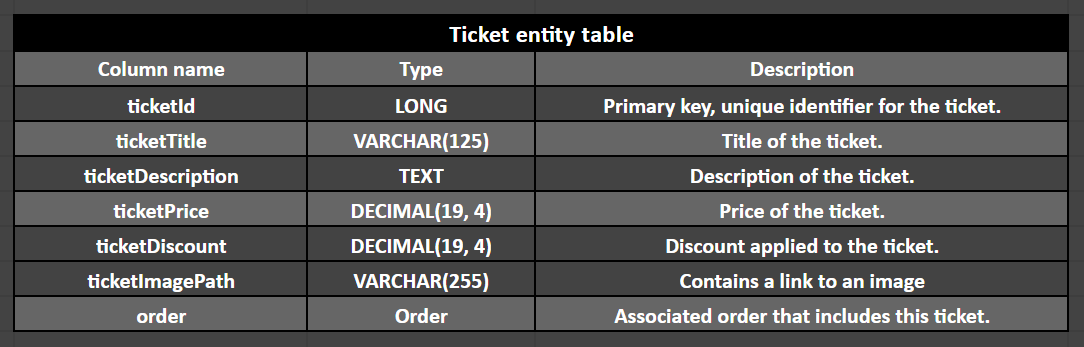 Ticket entity table
Column name Type Description
ticketId LONG Primary key, unique identifier for the ticket.
ticketTitle VARCHAR(125) Title of the ticket.
ticketDescription TEXT Description of the ticket.
ticketPrice DECIMAL(19, 4) Price of the ticket.
ticketDiscount DECIMAL(19, 4) Discount applied to the ticket.
ticketImagePath VARCHAR(255) Contains a link to an image
order Order Associated order that includes this ticket.